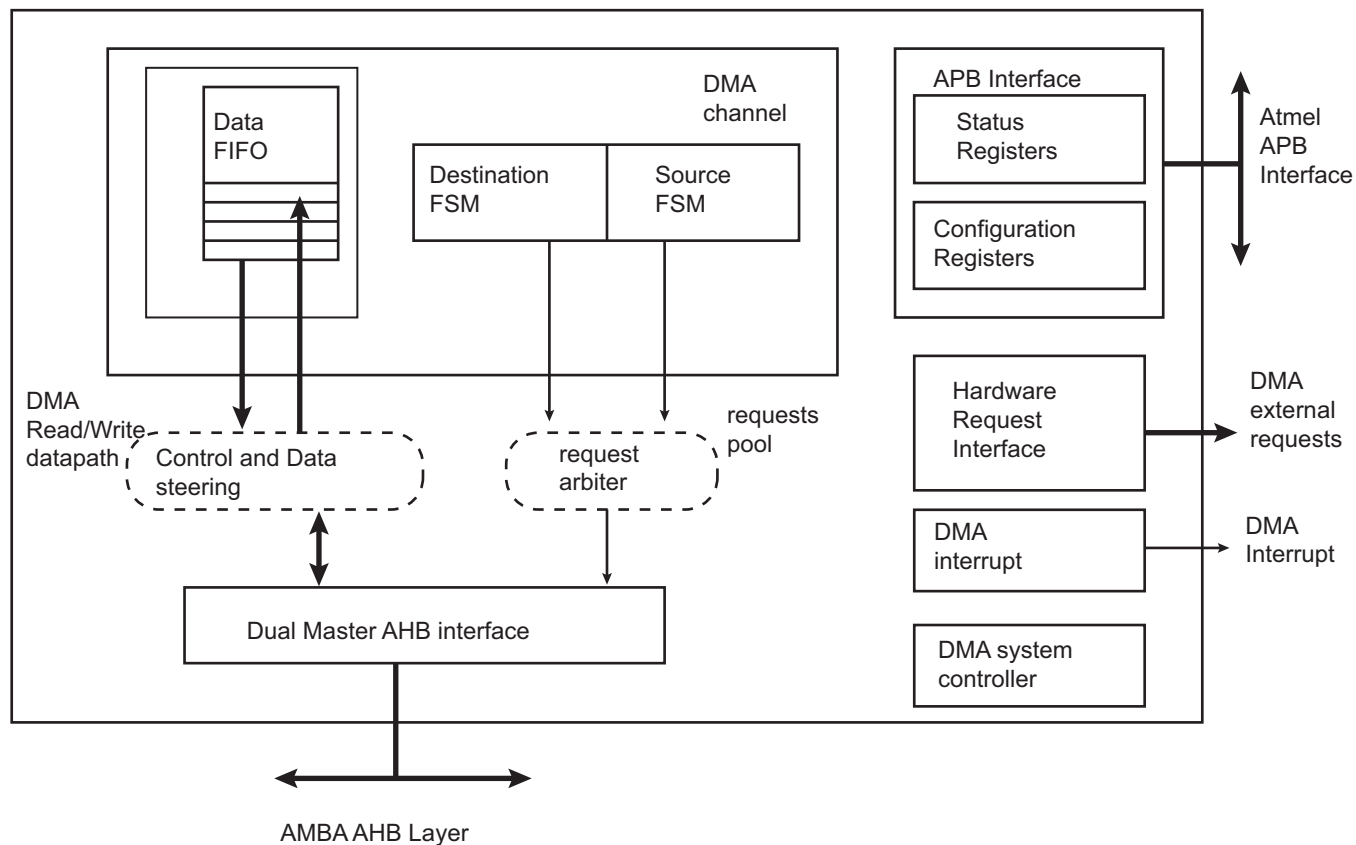 DMA
channel
Data
FIFO
Destination
FSM
Source
FSM
APB Interface
Status
Registers
Configuration
Registers
Atmel
APB
Interface
DMA
Read/Write
datapath
Control and Data
steering
request
arbiter
requests
pool
Hardware
Request
Interface
DMA
external
requests
DMA
interrupt
DMA
Interrupt
Dual Master AHB interface
DMA system
controller
AMBA AHB Layer